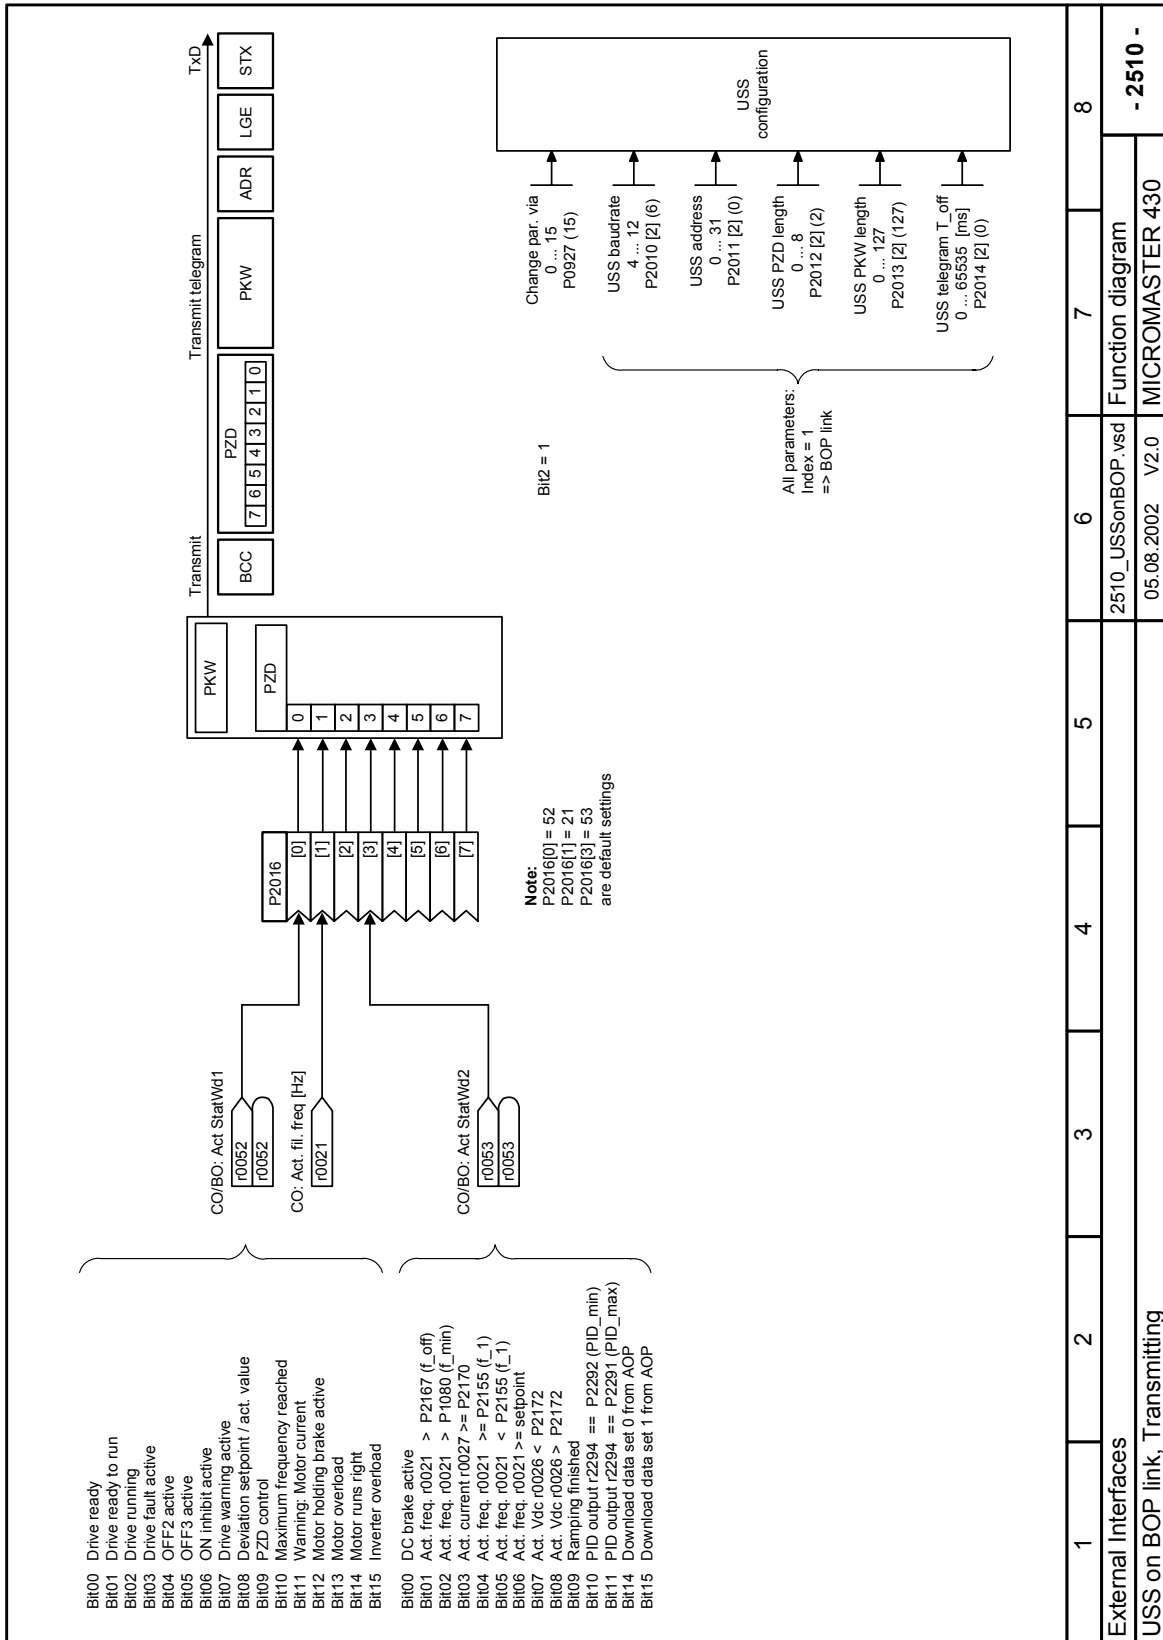 Bit00 Drive ready
Bit01 Drive ready to run
Bit02 Drive running
Bit03 Drive fault active
Bit04 OFF2 active
Bit05 OFF3 active
Bit06 ON inhibit active
Bit07 Drive warning active
Bit08 Deviation setpoint / act. value
Bit09 PZD control
Bit10 Maximum frequency reached
Bit11 Warning: Motor current
Bit12 Motor holding brake active
Bit13 Motor overload
Bit14 Motor runs right
Bit15 Inverter overload
Bit00 DC brake active
Bit01 Act. freq. r0021 > P2167 (f_off)
Bit02 Act. freq. r0021 > P1080 (f_min)
Bit03 Act. current r0027 >= P2170
Bit04 Act. freq. r0021 >= P2155 (f_1)
Bit05 Act. freq. r0021 < P2155 (f_1)
Bit06 Act. freq. r0021 >= setpoint
Bit07 Act. Vdc r0026 < P2172
Bit08 Act. Vdc r0026 > P2172
Bit09 Ramping finished
Bit10 PID output r2294 == P2292 (PID_min)
Bit11 PID output r2294 == P2291 (PID_max)
Bit14 Download data set 0 from AOP
Bit15 Download data set 1 from AOP
CO/BO: Act StatWd1
r0052
r0052
CO: Act. fil. freq [Hz]
r0021
CO/BO: Act StatWd2
r0053
r0053
P2016
[0]
[1]
[2]
[3]
[4]
[5]
[6]
[7]
Note:
P2016[0] = 52
P2016[1] = 21
P2016[3] = 53
are default settings
PKW
PZD
0
1
2
3
4
5
6
7
Transmit
Transmit telegram
TxD
BCC
PZD
7 6 5 4 3 2 1 0
PKW
ADR
LGE
STX
Bit2 = 1
Change par. via
0 ... 15
P0927 (15)
All parameters:
Index = 1
=> BOP link
USS baudrate
4 ... 12
P2010 [2] (6)
USS address
0 ... 31
P2011 [2] (0)
USS PZD length
0 ... 8
P2012 [2] (2)
USS PKW length
0 ... 127
P2013 [2] (127)
USS telegram T_off
0 ... 65535 [ms]
P2014 [2] (0)
USS
configuration
1 2 3 4 5 6 7 8
External Interfaces
2510_USSonBOP.vsd
Function diagram
- 2510 -
USS on BOP link, Transmitting
05.08.2002 V2.0
MICROMASTER 430